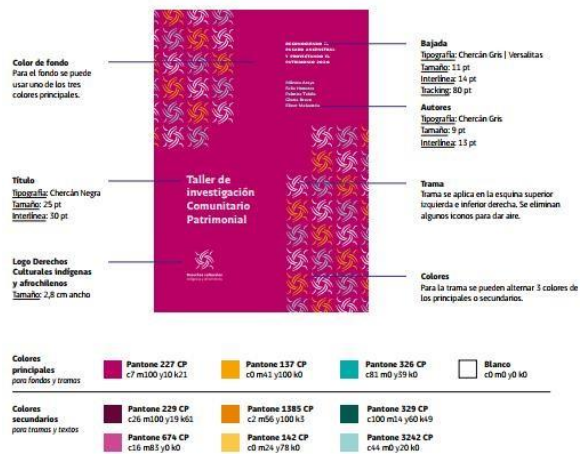 Color de fondo
Para el fondo se puede
usar uno de los tres
colores principales.
Título
Tipografía: Chercán Negra
Tamaño: 25 pt
Interlínea: 30 pt
Logo Derechos
Culturales indígenas
y afrochilenos
Tamaño: 2,8 cm ancho
Taller de
investigación
Comunitario
Patrimonial
Bajada
Tipografía: Chercán Gris | Versalitas
Tamaño: 11 pt
Interlínea: 14 pt
Tracking: 80 pt
Autores
Tipografía: Chercán Gris
Tamaño: 9 pt
Interlínea: 13 pt
Trama
Trama se aplica en la esquina superior
izquierda e inferior derecha. Se eliminan
algunos iconos para dar aire.
Colores
Para la trama se pueden alternar 3 colores de
los principales o secundarios.
Colores
principales
para fondos y tramas
Pantone 227 CP
c7 m100 y10 k21
Pantone 137 CP
c0 m41 y100 k0
Pantone 326 CP
c81 m0 y39 k0
Blanco
c0 m0 y0 k0
Colores
secundarios
para tramas y textos
Pantone 229 CP
c26 m100 y19 k61
Pantone 1385 CP
c2 m56 y100 k3
Pantone 329 CP
c100 m14 y60 k49
Pantone 674 CP
c16 m83 y0 k0
Pantone 142 CP
c0 m24 y78 k0
Pantone 3242 CP
c44 m0 y20 k0